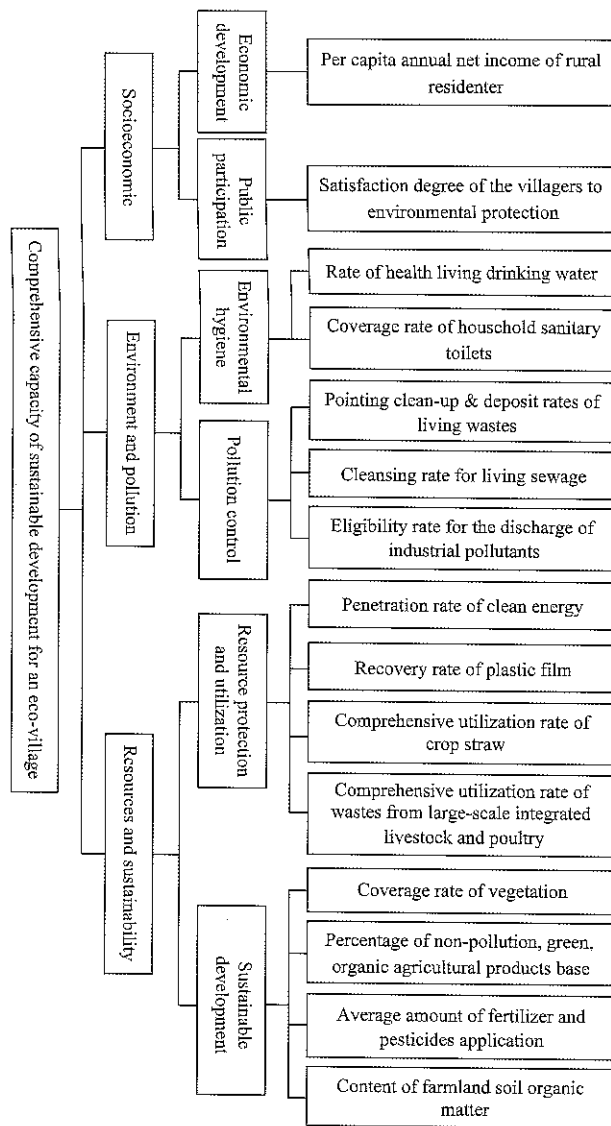 Comprehensive capacity of sustainable development for an eco-village
Socioeconomic
Environment and pollution
Resources and sustainability
Economic
development
Public
participation
Environmental
hygiene
Pollution control
Resource protection
and utilization
Sustainable
development
Per capita annual net income of rural
residenter
Satisfaction degree of the villagers to
environmental protection
Rate of health living drinking water
Coverage rate of household sanitary
toilets
Pointing clean-up & deposit rates of
living wastes
Cleansing rate for living sewage
Eligibility rate for the discharge of
industrial pollutants
Penetration rate of clean energy
Recovery rate of plastic film
Comprehensive utilization rate of
crop straw
Comprehensive utilization rate of
wastes from large-scale integrated
livestock and poultry
Coverage rate of vegetation
Percentage of non-pollution, green,
organic agricultural products base
Average amount of fertilizer and
pesticides application
Content of farmland soil organic
matter